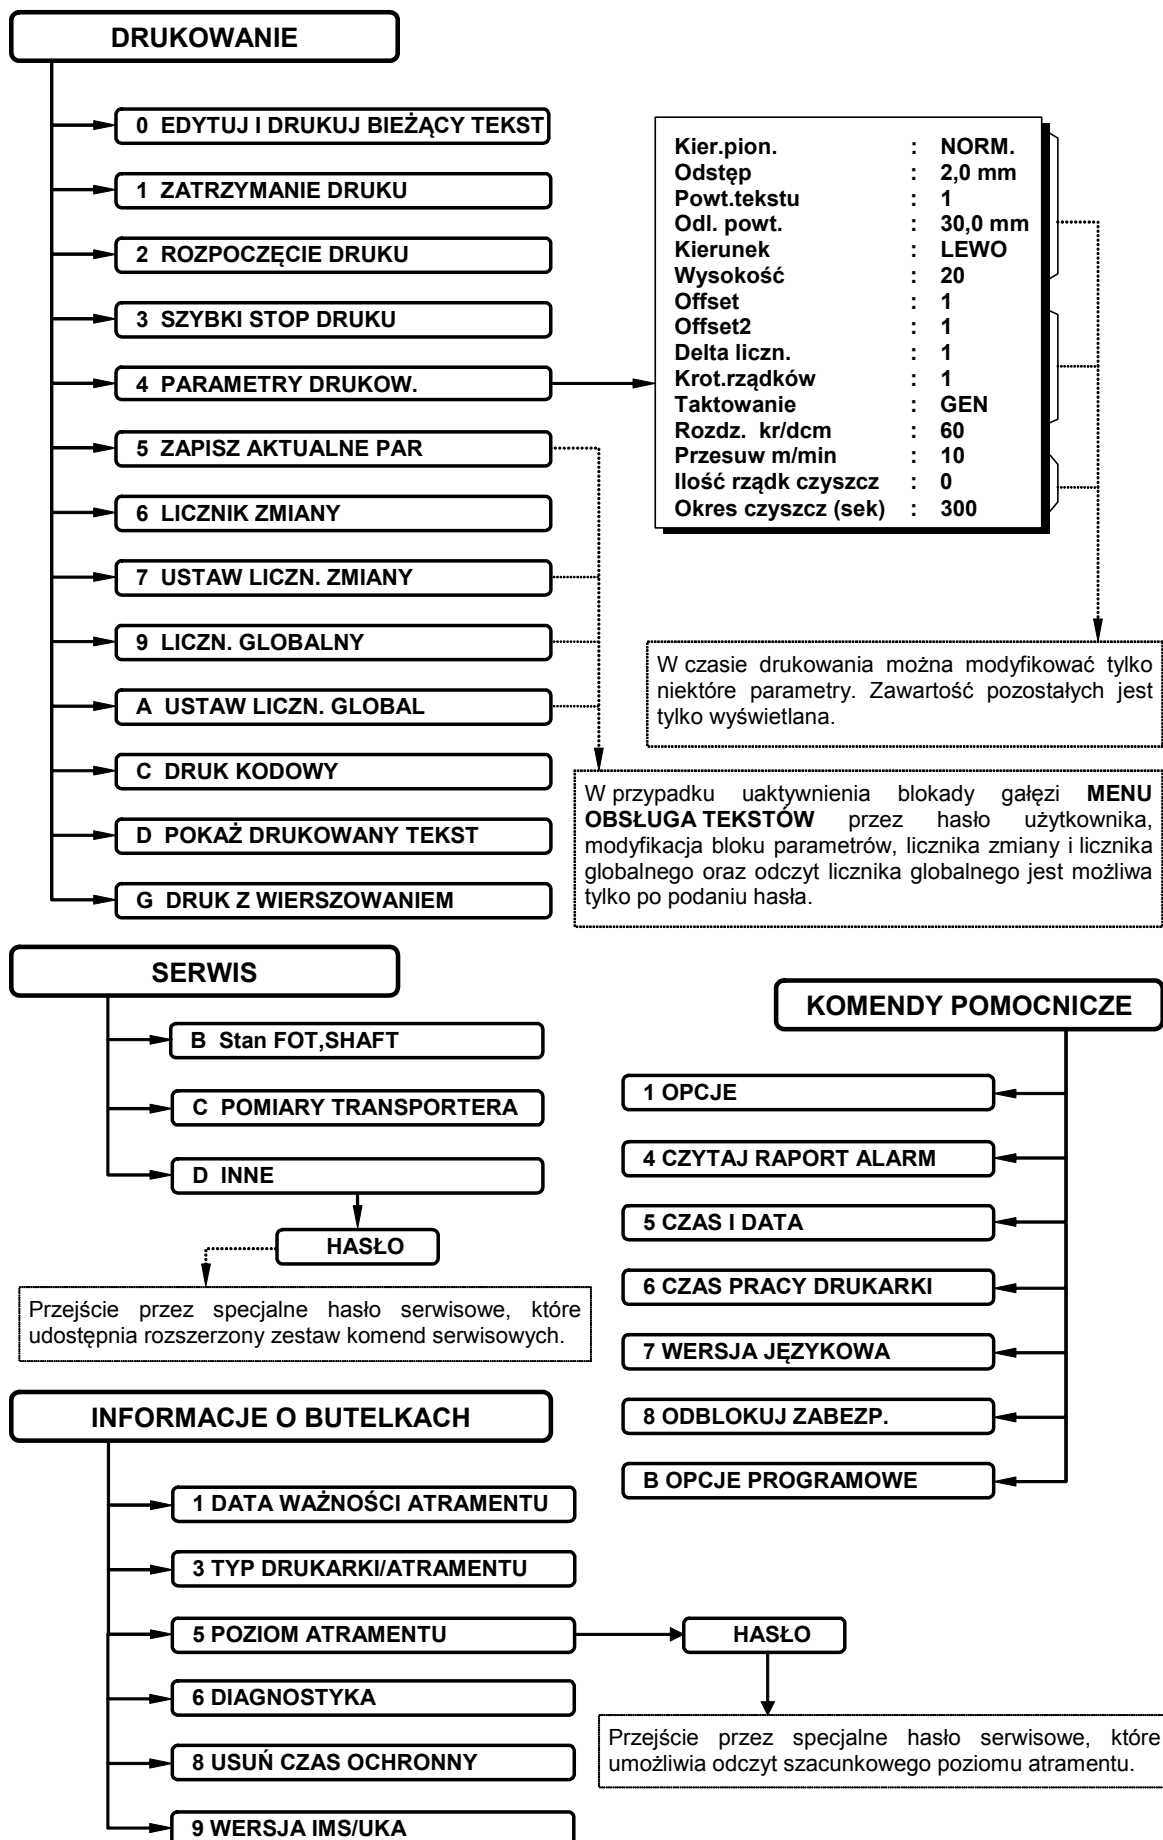 DRUKOWANIE
0 EDYTUJ I DRUKUJ BIEŻĄCY TEKST
1 ZATRZYMANIE DRUKU
2 ROZPOCZĘCIE DRUKU
3 SZYBKI STOP DRUKU
4 PARAMETRY DRUKOW.
5 ZAPISZ AKTUALNE PAR
6 LICZNIK ZMIANY
7 USTAW LICZN. ZMIANY
9 LICZN. GLOBALNY
A USTAW LICZN. GLOBAL
C DRUK KODOWY
D POKAŻ DRUKOWANY TEKST
G DRUK Z WIERSZOWANIEM
Kier.pion. : NORM.
Odstęp : 2,0 mm
Powt.tekstu : 1
Odl. powt. : 30,0 mm
Kierunek : LEWO
Wysokość : 20
Offset : 1
Offset2 : 1
Delta liczn. : 1
Krot.rządków : 1
Taktowanie : GEN
Rozdz. kr/dcm : 60
Przesuw m/min : 10
Ilość rządk czyszcz : 0
Okres czyszcz (sek) : 300
W czasie drukowania można modyfikować tylko
niektóre parametry. Zawartość pozostałych jest
tylko wyświetlana.
W przypadku uaktywnienia blokady gałęzi MENU
OBSŁUGA TEKSTÓW przez hasło użytkownika,
modyfikacja bloku parametrów, licznika zmiany i licznika
globalnego oraz odczyt licznika globalnego jest możliwa
tylko po podaniu hasła.
SERWIS
B Stan FOT,SHAFT
C POMIARY TRANSPORTERA
D INNE
HASŁO
Przejście przez specjalne hasło serwisowe, które
udostępnia rozszerzony zestaw komend serwisowych.
KOMENDY POMOCNICZE
1 OPCJE
4 CZYTAJ RAPORT ALARM
5 CZAS I DATA
6 CZAS PRACY DRUKARKI
7 WERSJA JĘZYKOWA
8 ODBLOKUJ ZABEZP.
B OPCJE PROGRAMOWE
INFORMACJE O BUTELKACH
1 DATA WAŻNOŚCI ATRAMENTU
3 TYP DRUKARKI/ATRAMENTU
5 POZIOM ATRAMENTU
6 DIAGNOSTYKA
8 USUŃ CZAS OCHRONNY
9 WERSJA IMS/UKA
HASŁO
Przejście przez specjalne hasło serwisowe, które
umożliwia odczyt szacunkowego poziomu atramentu.